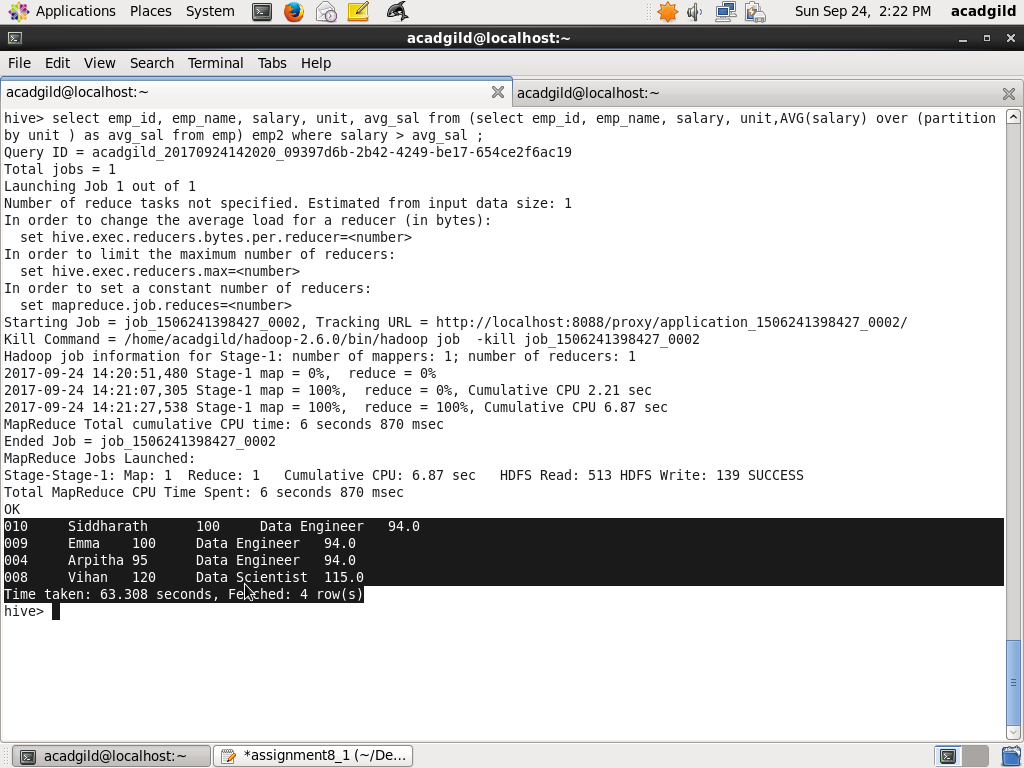 Applications Places System Sun Sep 24, 2:22 PM acadgild
acadgild@localhost:~
File Edit View Search Terminal Tabs Help
acadgild@localhost:~ acadgild@localhost:~
hive> select emp_id, emp_name, salary, unit, avg_sal from (select emp_id, emp_name, salary, unit,AVG(salary) over (partition
by unit ) as avg_sal from emp) emp2 where salary > avg_sal ;
Query ID = acadgild_20170924142020_09397d6b-2b42-4249-be17-654ce2f6ac19
Total jobs = 1
Launching Job 1 out of 1
Number of reduce tasks not specified. Estimated from input data size: 1
In order to change the average load for a reducer (in bytes):
  set hive.exec.reducers.bytes.per.reducer=<number>
In order to limit the maximum number of reducers:
  set hive.exec.reducers.max=<number>
In order to set a constant number of reducers:
  set mapreduce.job.reduces=<number>
Starting Job = job_1506241398427_0002, Tracking URL = http://localhost:8088/proxy/application_1506241398427_0002/
Kill Command = /home/acadgild/hadoop-2.6.0/bin/hadoop job  -kill job_1506241398427_0002
Hadoop job information for Stage-1: number of mappers: 1; number of reducers: 1
2017-09-24 14:20:51,480 Stage-1 map = 0%,  reduce = 0%
2017-09-24 14:21:07,305 Stage-1 map = 100%,  reduce = 0%, Cumulative CPU 2.21 sec
2017-09-24 14:21:27,538 Stage-1 map = 100%,  reduce = 100%, Cumulative CPU 6.87 sec
MapReduce Total cumulative CPU time: 6 seconds 870 msec
Ended Job = job_1506241398427_0002
MapReduce Jobs Launched:
Stage-Stage-1: Map: 1  Reduce: 1   Cumulative CPU: 6.87 sec   HDFS Read: 513 HDFS Write: 139 SUCCESS
Total MapReduce CPU Time Spent: 6 seconds 870 msec
OK
010     Siddharath      100     Data Engineer   94.0
009     Emma    100     Data Engineer   94.0
004     Arpitha 95      Data Engineer   94.0
008     Vihan   120     Data Scientist  115.0
Time taken: 63.308 seconds, Fetched: 4 row(s)
hive>
acadgild@localhost:~ *assignment8_1 (~/De...